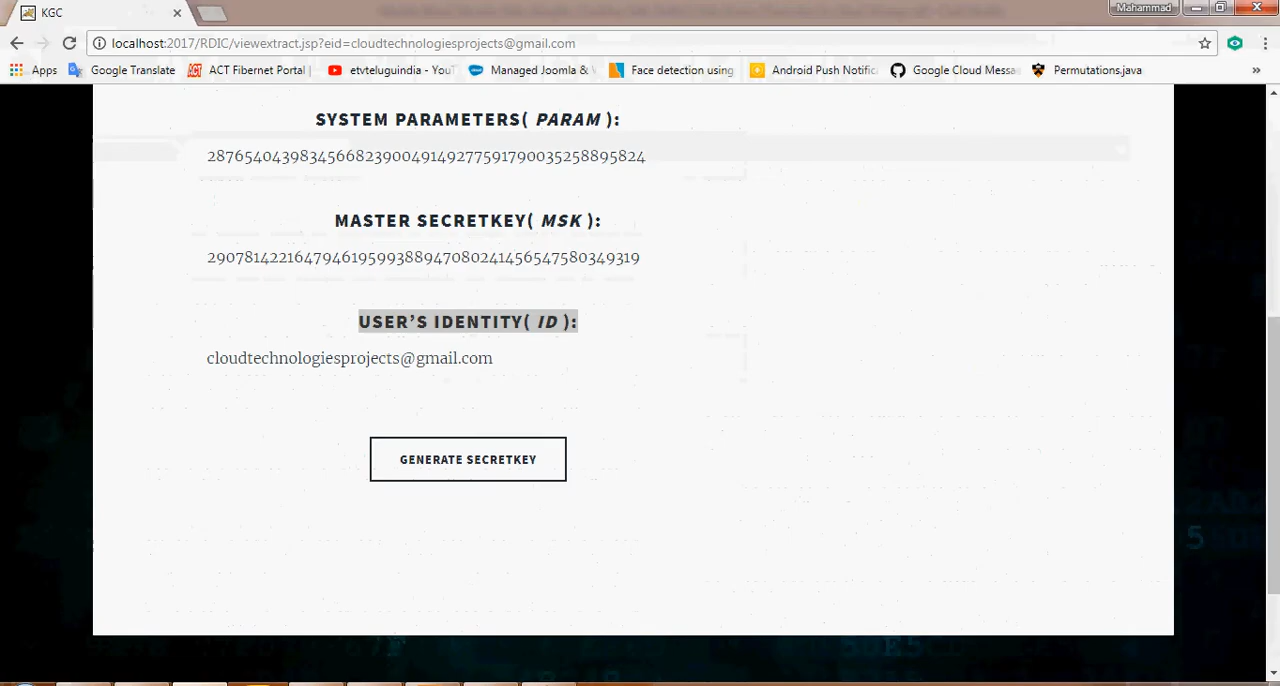 KGC
Mahammad
localhost:2017/RDIC/viewextract.jsp?eid=cloudtechnologiesprojects@gmail.com
Apps Google Translate ACT Fibernet Portal | etvteluguindia - YouT Managed Joomla & Face detection using Android Push Notific Google Cloud Messa Permutations.java »
SYSTEM PARAMETERS( PARAM ):
287654043983456682390049149277591790035258895824
MASTER SECRETKEY( MSK ):
290781422164794619599388947080241456547580349319
USER'S IDENTITY( ID ):
cloudtechnologiesprojects@gmail.com
GENERATE SECRETKEY